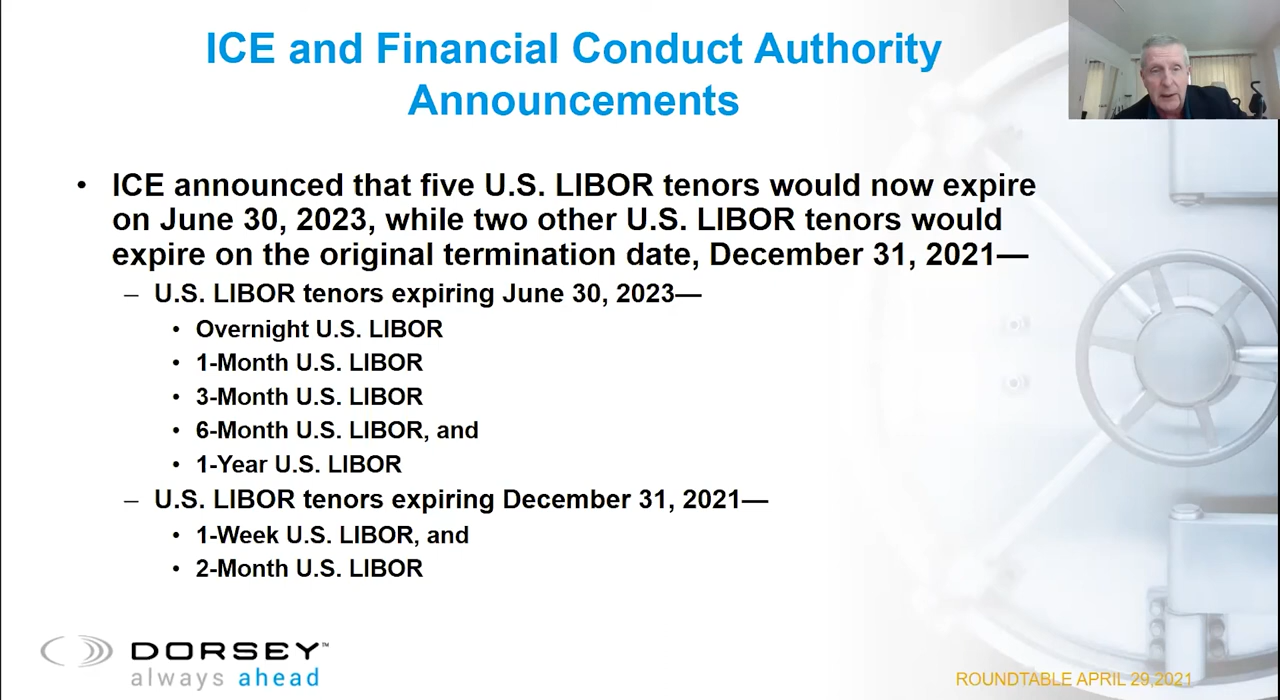 ICE and Financial Conduct Authority
Announcements
• ICE announced that five U.S. LIBOR tenors would now expire
on June 30, 2023, while two other U.S. LIBOR tenors would
expire on the original termination date, December 31, 2021—
– U.S. LIBOR tenors expiring June 30, 2023—
• Overnight U.S. LIBOR
• 1-Month U.S. LIBOR
• 3-Month U.S. LIBOR
• 6-Month U.S. LIBOR, and
• 1-Year U.S. LIBOR
– U.S. LIBOR tenors expiring December 31, 2021—
• 1-Week U.S. LIBOR, and
• 2-Month U.S. LIBOR
DORSEY™
always ahead
ROUNDTABLE APRIL 29,2021